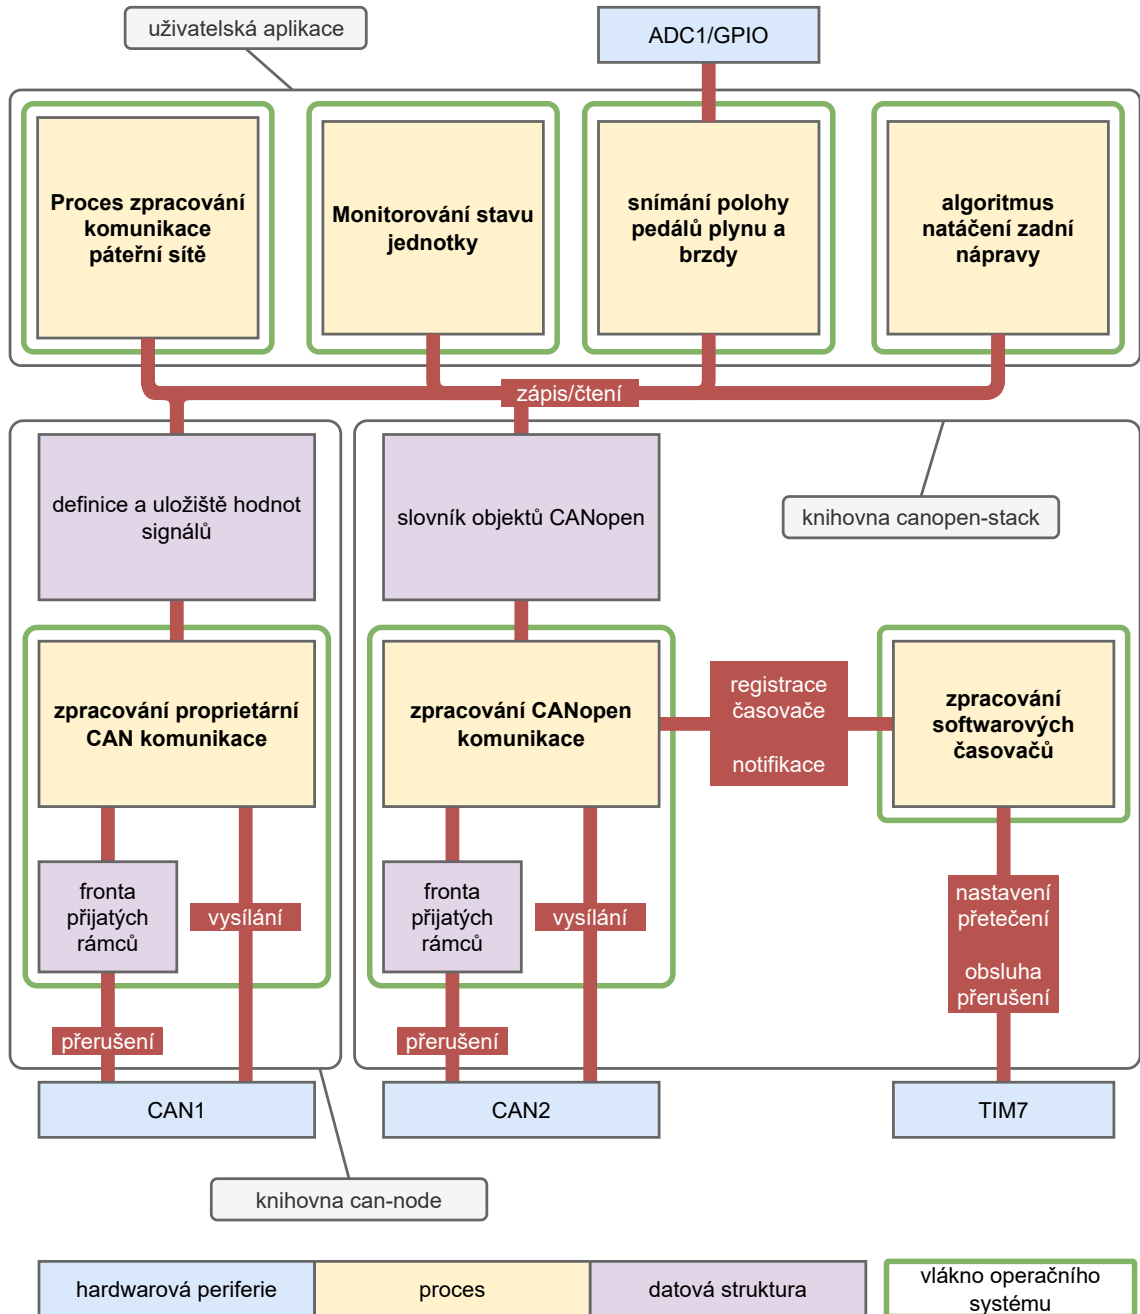 uživatelská aplikace
ADC1/GPIO
Proces zpracování
komunikace
páteřní sítě
Monitorování stavu
jednotky
snímání polohy
pedálů plynu a
brzdy
algoritmus
natáčení zadní
nápravy
zápis/čtení
definice a uložiště hodnot
signálů
slovník objektů CANopen
knihovna canopen-stack
zpracování proprietární
CAN komunikace
zpracování CANopen
komunikace
registrace
časovače
notifikace
zpracování
softwarových
časovačů
fronta
přijatých
rámců
vysílání
fronta
přijatých
rámců
vysílání
nastavení
přetečení
obsluha
přerušení
přerušení
přerušení
CAN1
CAN2
TIM7
knihovna can-node
hardwarová periferie
proces
datová struktura
vlákno operačního
systému